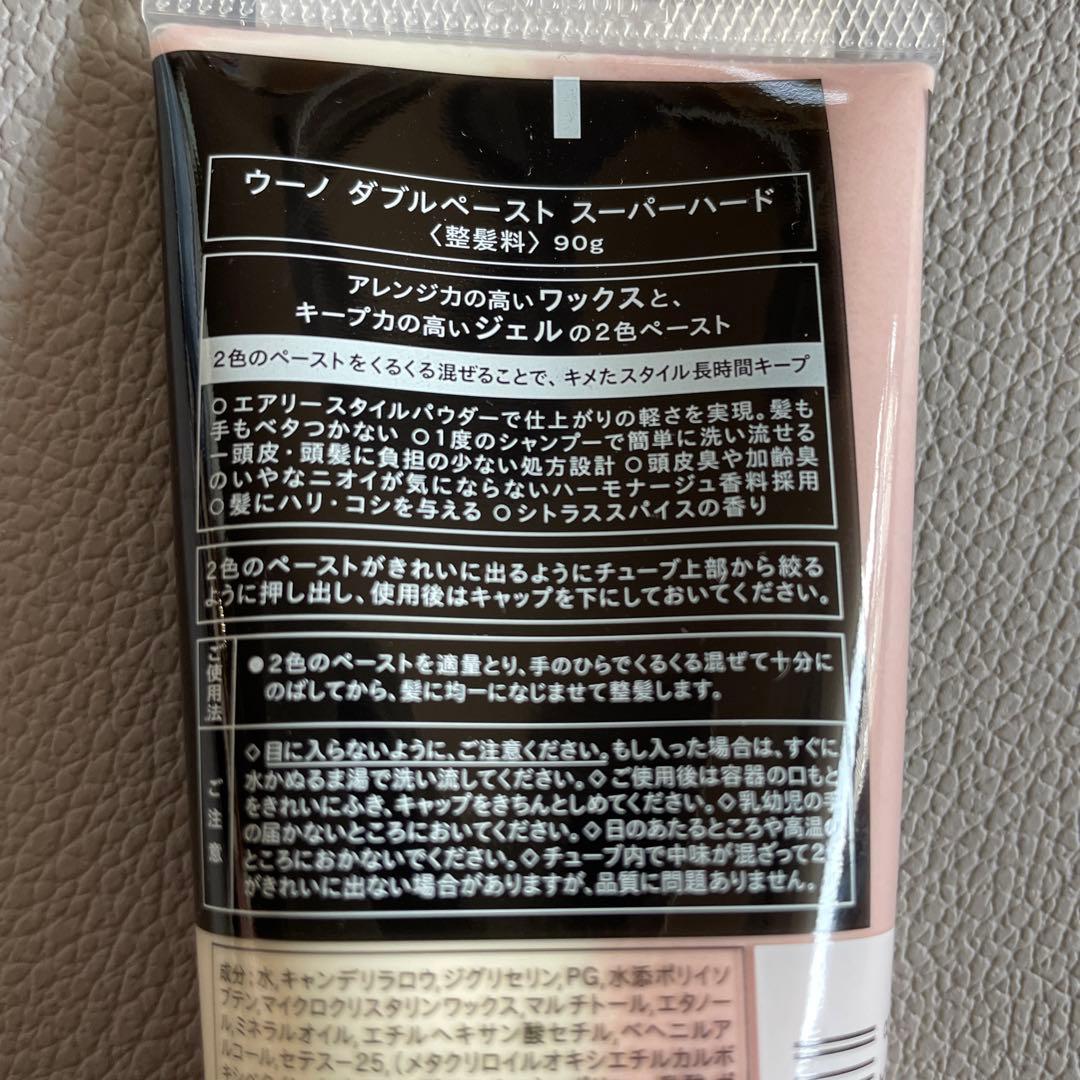 ウーノ ダブルペースト スーパーハード
〈整髪料〉90g
アレンジ力の高いワックスと、
キープ力の高いジェルの2色ペースト
2色のペーストをくるくる混ぜることで、キメたスタイル長時間キープ
○エアリースタイルパウダーで仕上がりの軽さを実現。髪も
手もベタつかない ○1度のシャンプーで簡単に洗い流せる
ー頭皮・頭髪に負担の少ない処方設計 ○頭皮臭や加齢臭
のいやなニオイが気にならないハーモナージュ香料採用
○髪にハリ・コシを与える ○シトラススパイスの香り
2色のペーストがきれいに出るようにチューブ上部から絞る
ように押し出し、使用後はキャップを下にしておいてください。
ご使用法
●2色のペーストを適量とり、手のひらでくるくる混ぜて十分に
のばしてから、髪に均一になじませて整髪します。
ご注意
◇目に入らないように、ご注意ください。もし入った場合は、すぐに
水かぬるま湯で洗い流してください。◇ご使用後は容器の口もと
をきれいにふき、キャップをきちんとしめてください。◇乳幼児の手
の届かないところにおいてください。◇日のあたるところや高温の
ところにおかないでください。◇チューブ内で中味が混ざって2
がきれいに出ない場合がありますが、品質に問題ありません。
成分:水,キャンデリラロウ,ジグリセリン,PG,水添ポリイソ
ブテン,マイクロクリスタリンワックス,マルチトール,エタノー
ル,ミネラルオイル,エチルヘキサン酸セチル,ベヘニルア
ルコール,セテス-25,(メタクリロイルオキシエチルカルボ